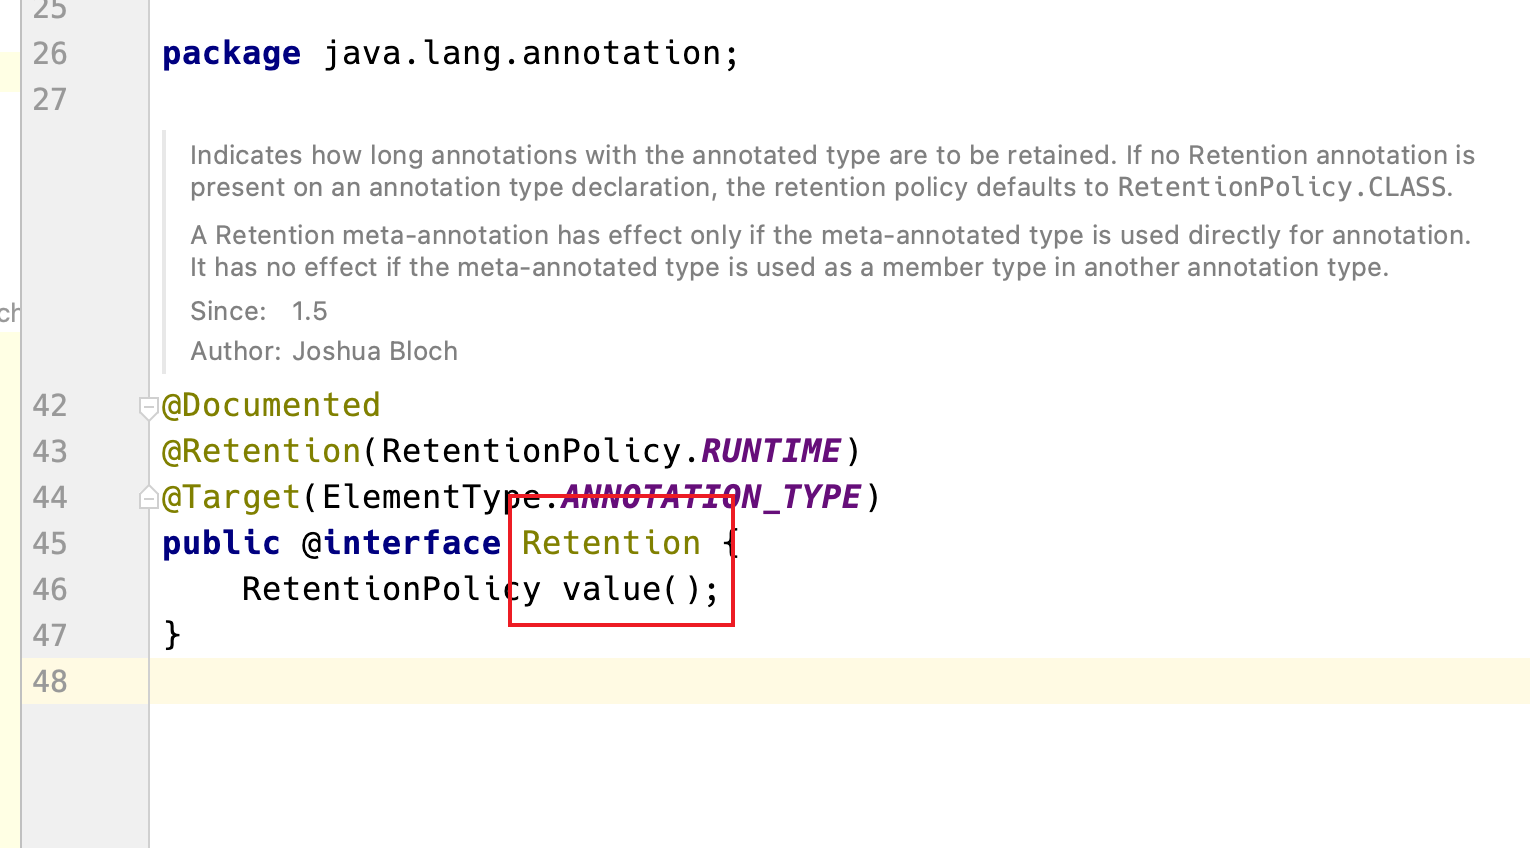 25
26 package java.lang.annotation;
27
Indicates how long annotations with the annotated type are to be retained. If no Retention annotation is
present on an annotation type declaration, the retention policy defaults to RetentionPolicy.CLASS.
A Retention meta-annotation has effect only if the meta-annotated type is used directly for annotation.
It has no effect if the meta-annotated type is used as a member type in another annotation type.
Since: 1.5
ch
Author: Joshua Bloch
42 @Documented
43 @Retention(RetentionPolicy.RUNTIME)
44 @Target(ElementType.ANNOTATION_TYPE)
45 public @interface Retention {
46 RetentionPolicy value();
47 }
48